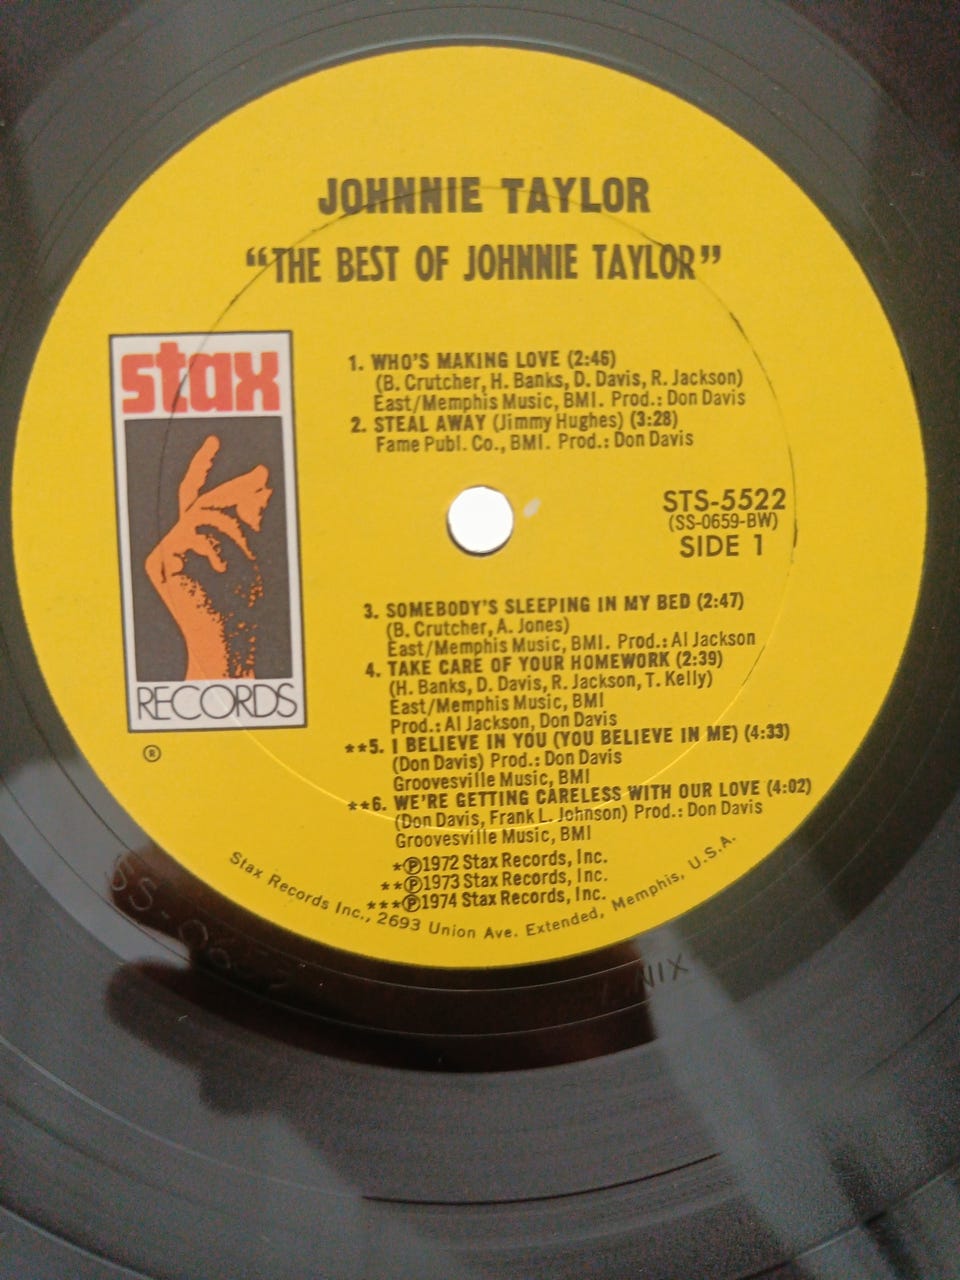 JOHNNIE TAYLOR
“THE BEST OF JOHNNIE TAYLOR”
stax
RECORDS
®
1. WHO'S MAKING LOVE (2:46)
(B. Crutcher, H. Banks, D. Davis, R. Jackson)
East/Memphis Music, BMI. Prod.: Don Davis
2. STEAL AWAY (Jimmy Hughes) (3:28)
Fame Publ. Co., BMI. Prod.: Don Davis
STS-5522
(SS-0659-BW)
SIDE 1
3. SOMEBODY'S SLEEPING IN MY BED (2:47)
(B. Crutcher, A. Jones)
East/Memphis Music, BMI. Prod.: Al Jackson
4. TAKE CARE OF YOUR HOMEWORK (2:39)
(H. Banks, D. Davis, R. Jackson, T. Kelly)
East/Memphis Music, BMI
Prod.: Al Jackson, Don Davis
**5. I BELIEVE IN YOU (YOU BELIEVE IN ME) (4:33)
(Don Davis) Prod.: Don Davis
Groovesville Music, BMI
**6. WE'RE GETTING CARELESS WITH OUR LOVE (4:02)
(Don Davis, Frank L. Johnson) Prod.: Don Davis
Groovesville Music, BMI
*Ⓟ1972 Stax Records, Inc.
**Ⓟ1973 Stax Records, Inc.
***Ⓟ1974 Stax Records, Inc.
Stax Records Inc., 2693 Union Ave. Extended, Memphis, U.S.A.
NIX